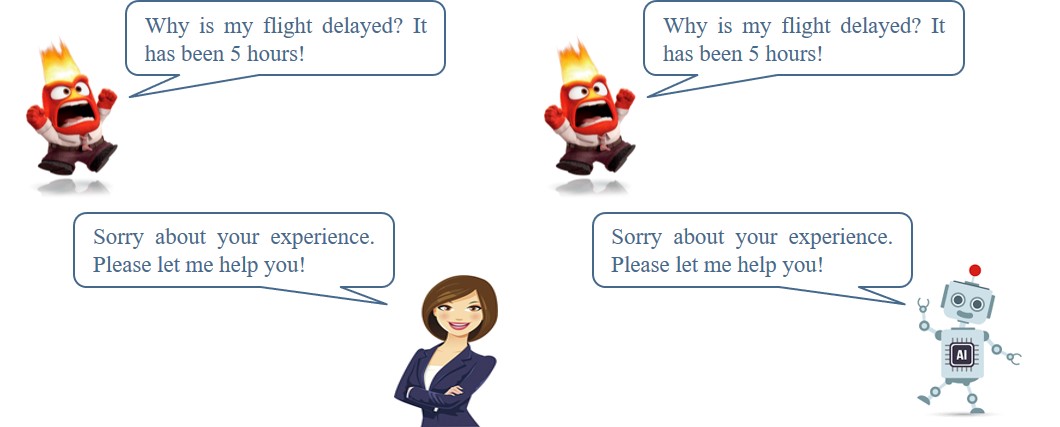 Why is my flight delayed? It
has been 5 hours!
Why is my flight delayed? It
has been 5 hours!
Sorry about your experience.
Please let me help you!
Sorry about your experience.
Please let me help you!
AI